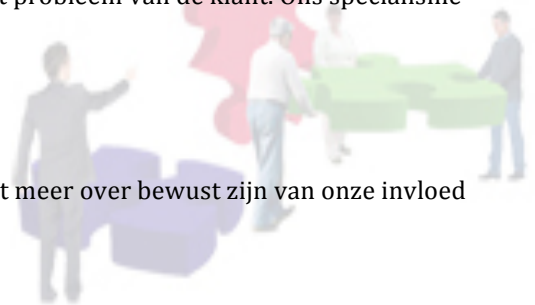 t probleem van de klant. Ons specialisme
t meer over bewust zijn van onze invloed